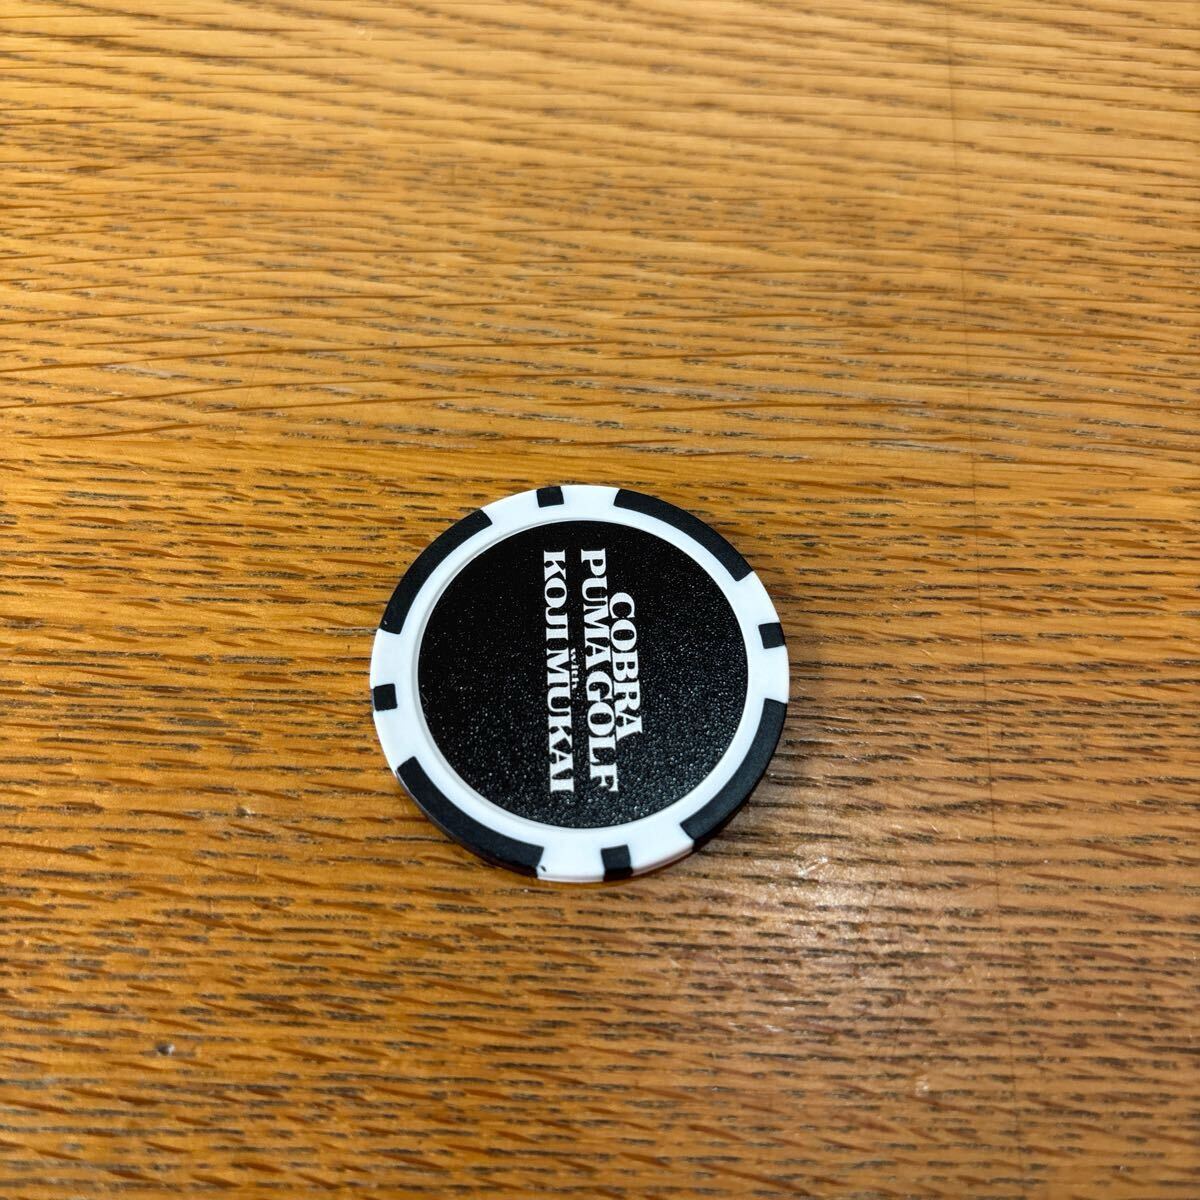 COBRA
PUMA GOLF
with
KOJI MUKAI